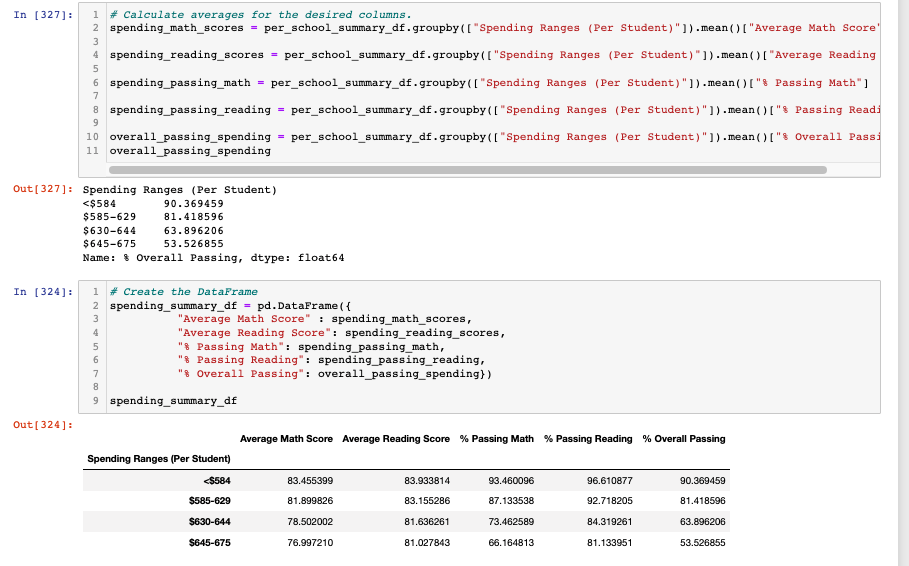 In [327]:
1 # Calculate averages for the desired columns.
2 spending_math_scores = per_school_summary_df.groupby(["Spending Ranges (Per Student)"]).mean()["Average Math Score"
3
4 spending_reading_scores = per_school_summary_df.groupby(["Spending Ranges (Per Student)"]).mean()["Average Reading
5
6 spending_passing_math = per_school_summary_df.groupby(["Spending Ranges (Per Student)"]).mean()["% Passing Math"]
7
8 spending_passing_reading = per_school_summary_df.groupby(["Spending Ranges (Per Student)"]).mean()["% Passing Readi
9
10 overall_passing_spending = per_school_summary_df.groupby(["Spending Ranges (Per Student)"]).mean()["% Overall Passi
11 overall_passing_spending
Out[327]: Spending Ranges (Per Student)
<$584 90.369459
$585-629 81.418596
$630-644 63.896206
$645-675 53.526855
Name: % Overall Passing, dtype: float64
In [324]:
1 # Create the DataFrame
2 spending_summary_df = pd.DataFrame({
3 "Average Math Score" : spending_math_scores,
4 "Average Reading Score": spending_reading_scores,
5 "% Passing Math": spending_passing_math,
6 "% Passing Reading": spending_passing_reading,
7 "% Overall Passing": overall_passing_spending})
8
9 spending_summary_df
Out[324]:
Average Math Score Average Reading Score % Passing Math % Passing Reading % Overall Passing
Spending Ranges (Per Student)
<$584 83.455399 83.933814 93.460096 96.610877 90.369459
$585-629 81.899826 83.155286 87.133538 92.718205 81.418596
$630-644 78.502002 81.636261 73.462589 84.319261 63.896206
$645-675 76.997210 81.027843 66.164813 81.133951 53.526855